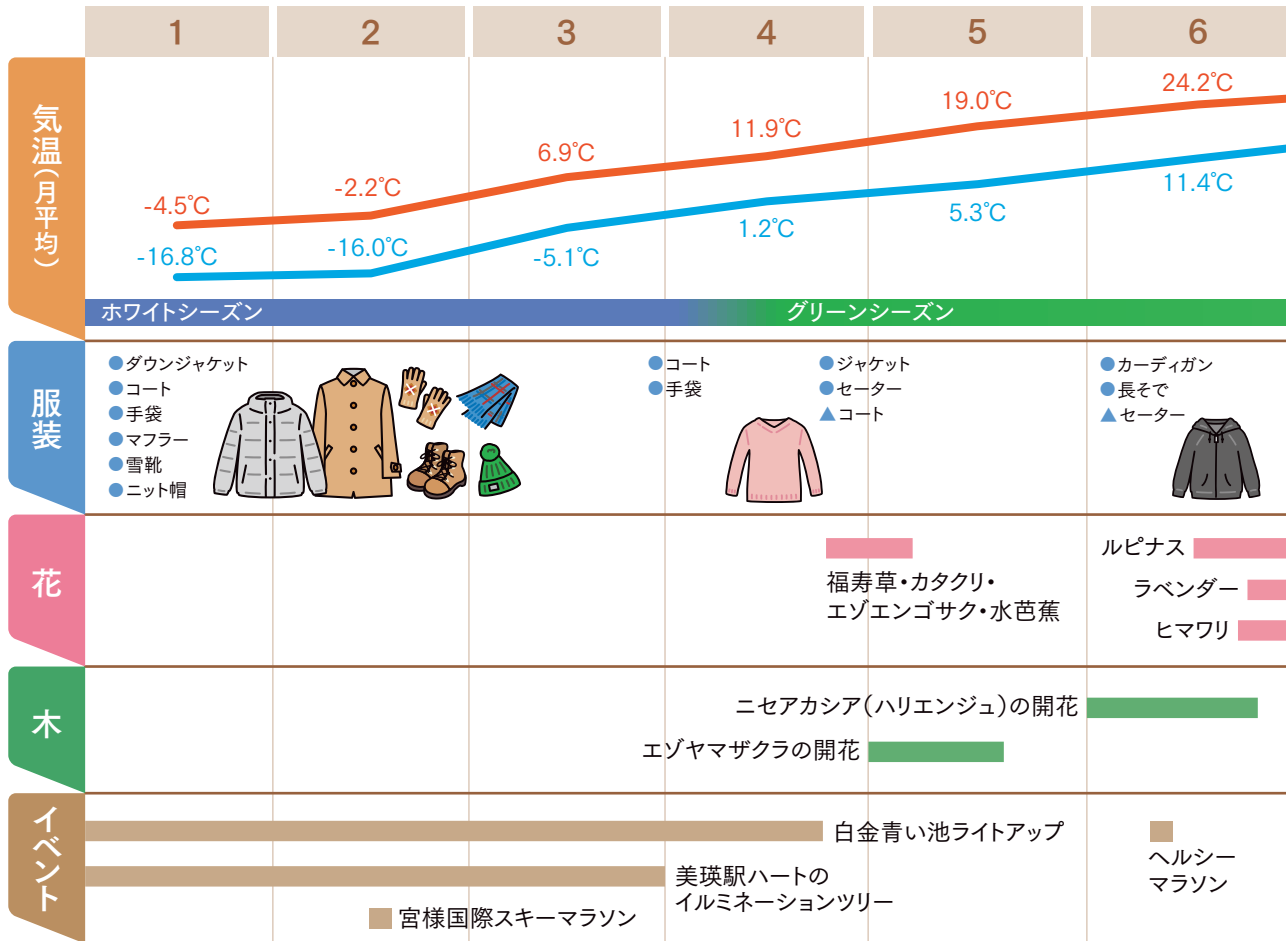 1 2 3 4 5 6
気温(月平均)
-4.5℃ -2.2℃ 6.9℃ 11.9℃ 19.0℃ 24.2℃
-16.8℃ -16.0℃ -5.1℃ 1.2℃ 5.3℃ 11.4℃
ホワイトシーズン グリーンシーズン
服装
●ダウンジャケット
●コート
●手袋
●マフラー
●雪靴
●ニット帽
●コート
●手袋
●ジャケット
●セーター
▲コート
●カーディガン
●長そで
▲セーター
花
福寿草・カタクリ・
エゾエンゴサク・水芭蕉
ルピナス
ラベンダー
ヒマワリ
木
ニセアカシア(ハリエンジュ)の開花
エゾヤマザクラの開花
イベント
白金青い池ライトアップ
美瑛駅ハートの
イルミネーションツリー
宮様国際スキーマラソン
ヘルシー
マラソン